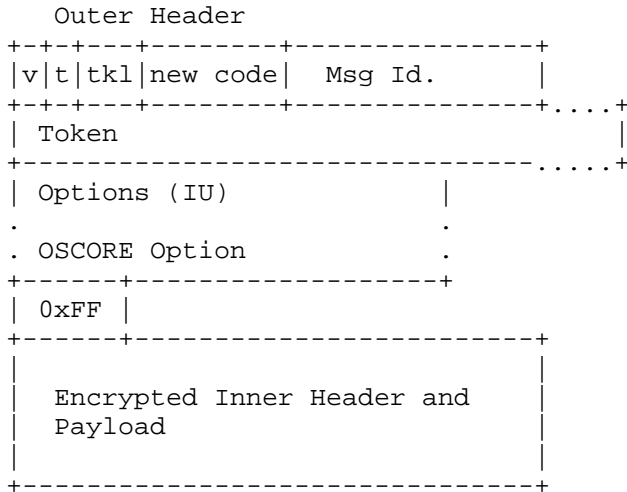 Outer Header
+-+-+---+--------+---------------+
|v|t|tkl|new code|  Msg Id.      |
+-+-+---+--------+---------------+....+
| Token                               |
+--------------------------------.....+
| Options (IU)             |
.                          .
. OSCORE Option            .
+------+-------------------+
| 0xFF |
+------+-------------------------+
|                                |
|  Encrypted Inner Header and    |
|  Payload                       |
|                                |
+--------------------------------+